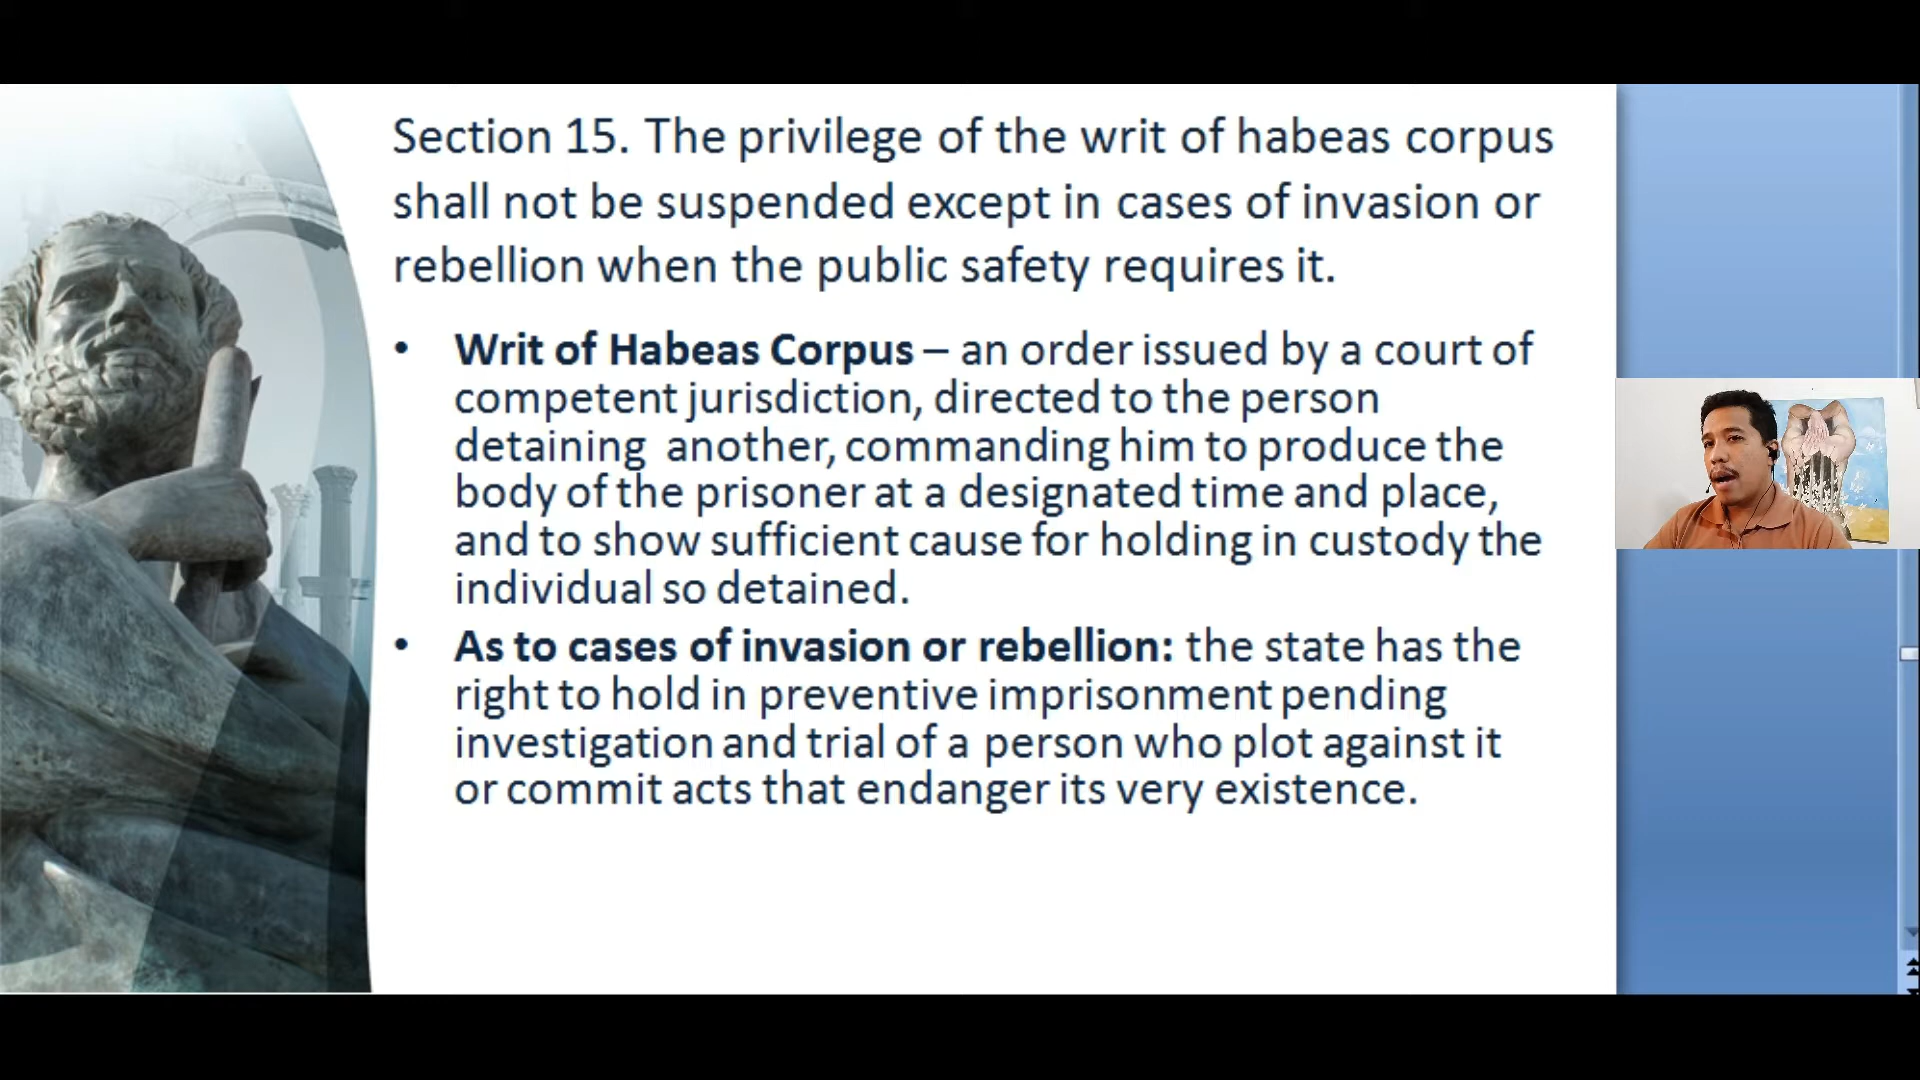 Section 15. The privilege of the writ of habeas corpus
shall not be suspended except in cases of invasion or
rebellion when the public safety requires it.
• Writ of Habeas Corpus – an order issued by a court of
competent jurisdiction, directed to the person
detaining another, commanding him to produce the
body of the prisoner at a designated time and place,
and to show sufficient cause for holding in custody the
individual so detained.
• As to cases of invasion or rebellion: the state has the
right to hold in preventive imprisonment pending
investigation and trial of a person who plot against it
or commit acts that endanger its very existence.